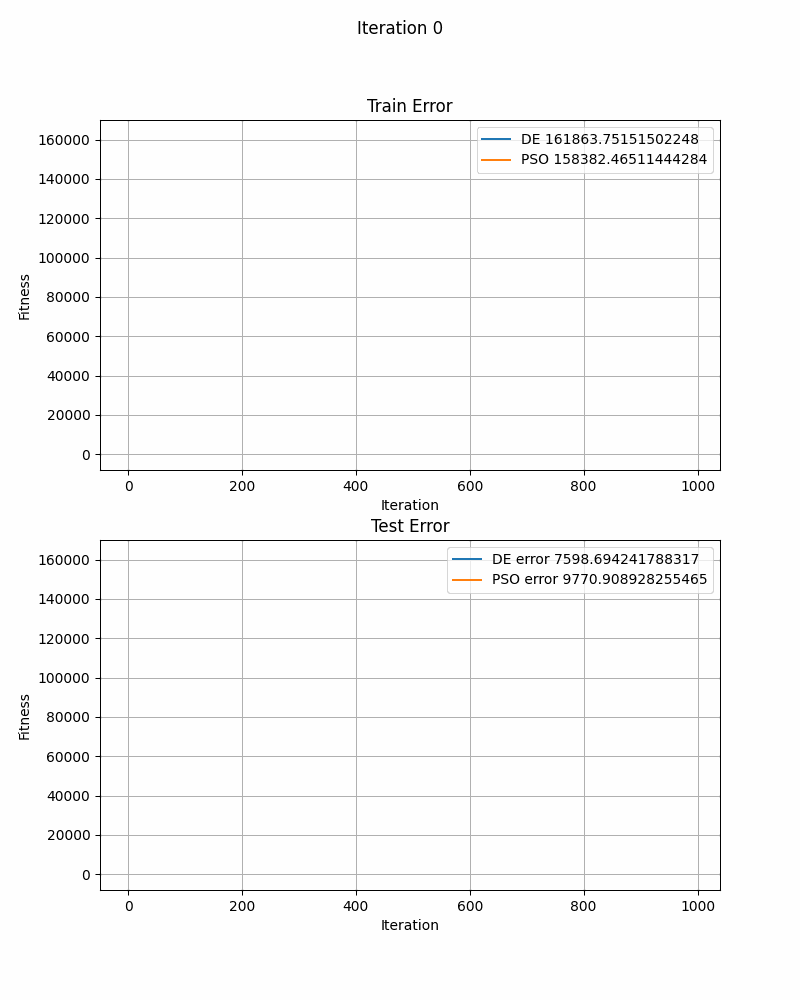 Iteration 0
Train Error
DE 161863.75151502248
PSO 158382.46511444284
160000
140000
120000
100000
80000
60000
40000
20000
0
Fitness
0 200 400 600 800 1000
Iteration
Test Error
DE error 7598.694241788317
PSO error 9770.908928255465
160000
140000
120000
100000
80000
60000
40000
20000
0
Fitness
0 200 400 600 800 1000
Iteration